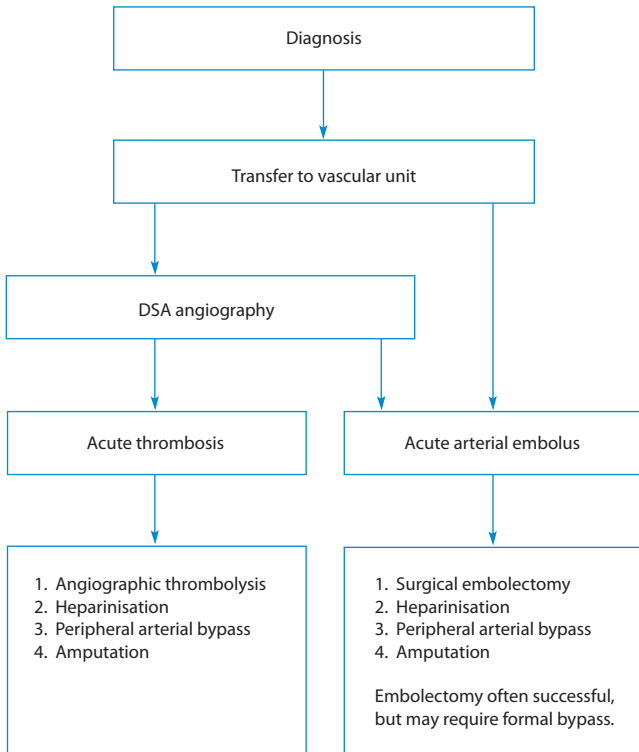 Diagnosis
Transfer to vascular unit
DSA angiography
Acute thrombosis
Acute arterial embolus
1. Angiographic thrombolysis
2. Heparinisation
3. Peripheral arterial bypass
4. Amputation
1. Surgical embolectomy
2. Heparinisation
3. Peripheral arterial bypass
4. Amputation
Embolectomy often successful,
but may require formal bypass.